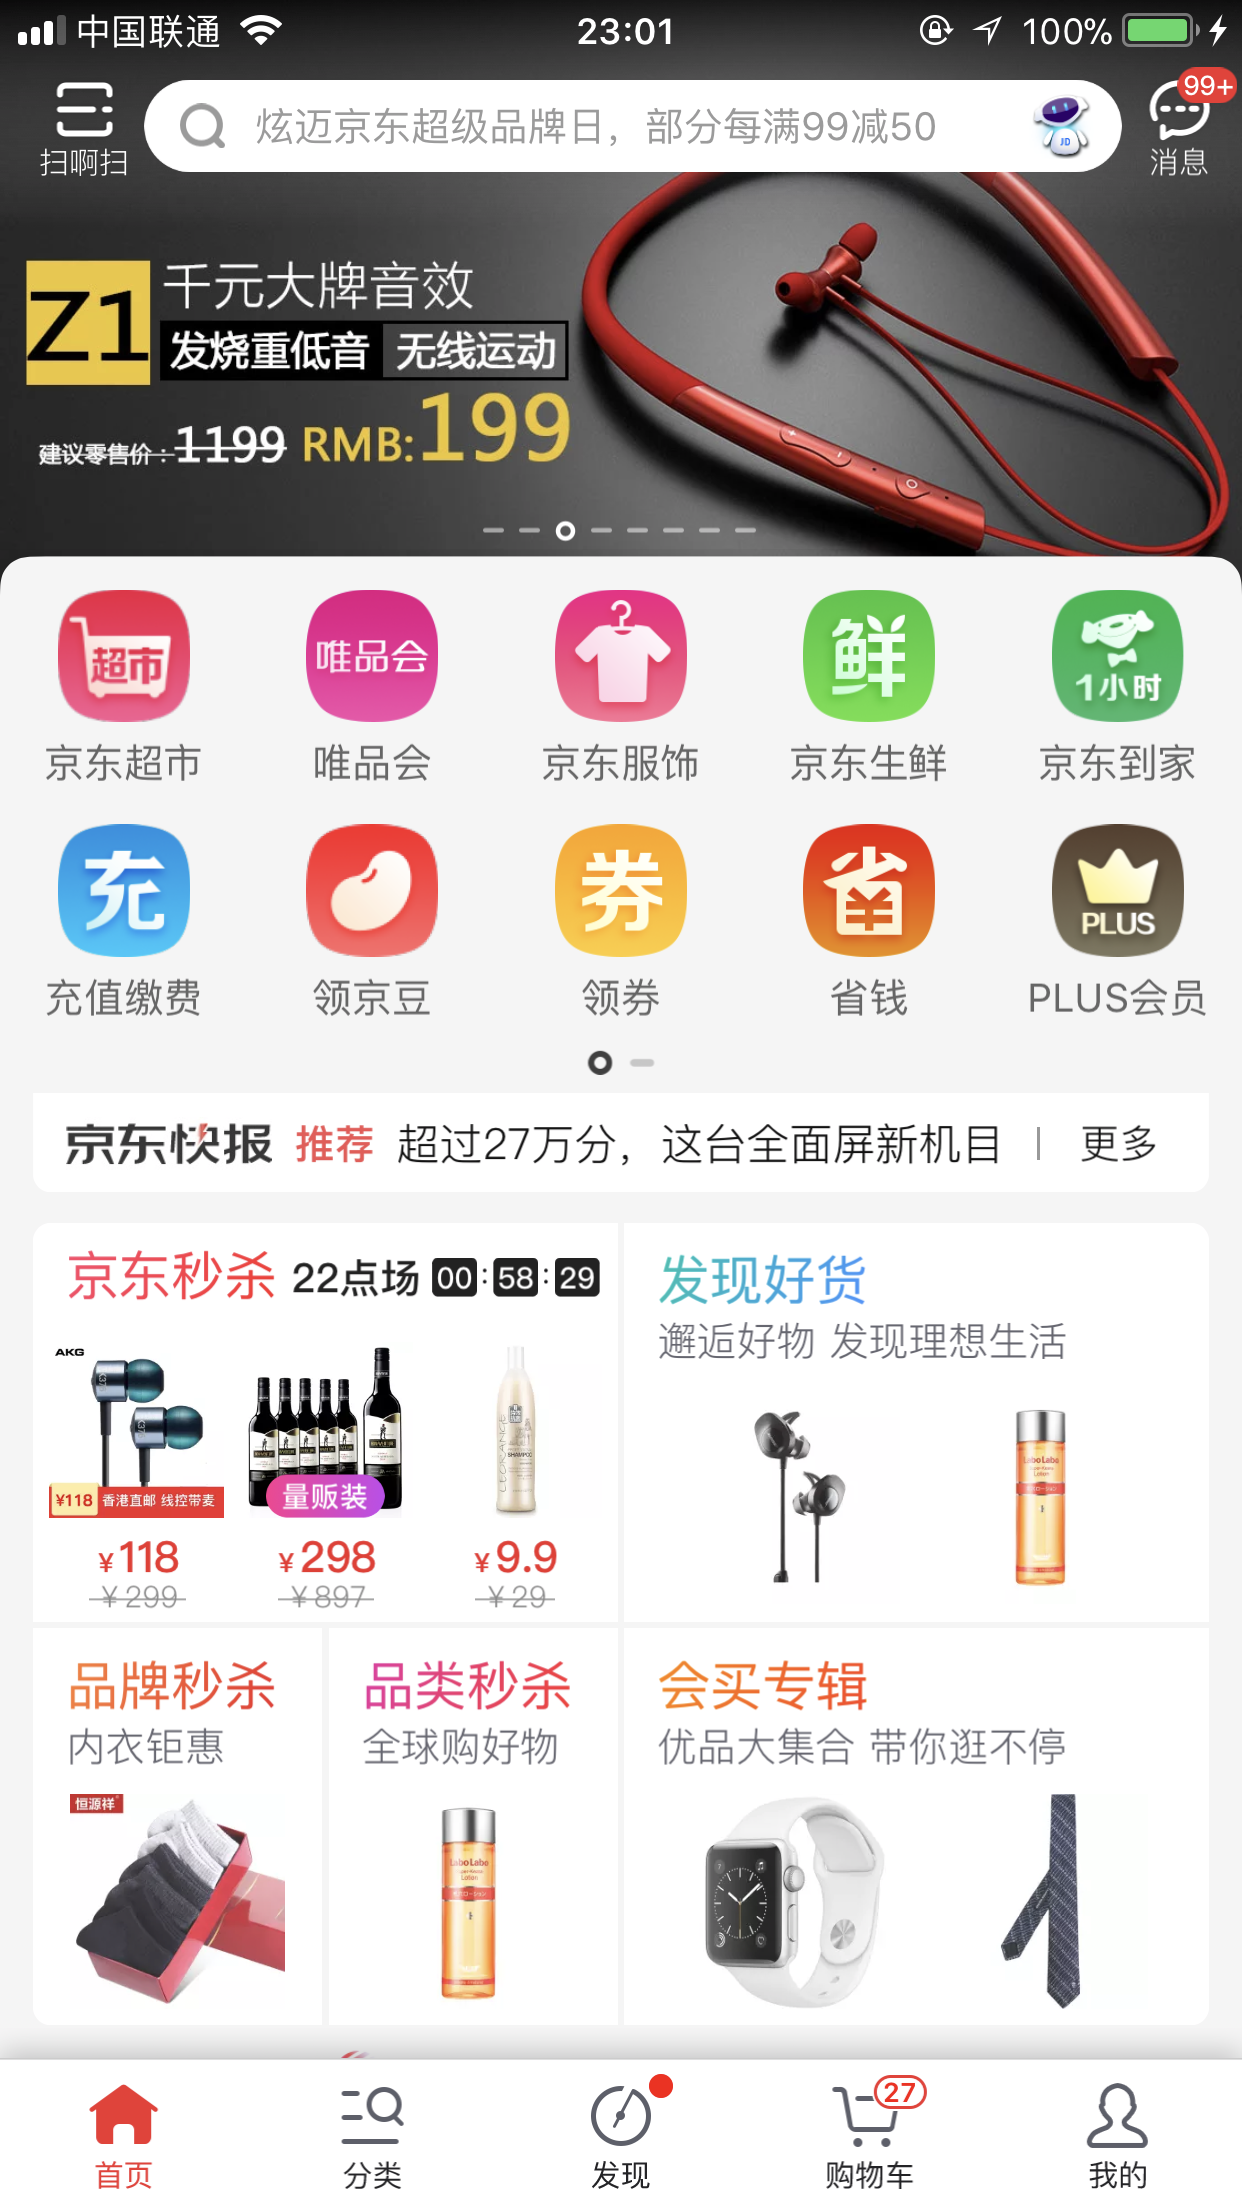 中国联通 23:01 100%
扫啊扫 炫迈京东超级品牌日，部分每满99减50 JD 99+ 消息
Z1 千元大牌音效
发烧重低音 无线运动
建议零售价：1199 RMB:199
超市 唯品会 鲜 1小时
京东超市 唯品会 京东服饰 京东生鲜 京东到家
充 券 省 PLUS
充值缴费 领京豆 领券 省钱 PLUS会员
京东快报 推荐 超过27万分，这台全面屏新机目 更多
京东秒杀 22点场 00:58:29
AKG
¥118 香港直邮 线控带麦
量贩装
LEORANGE SHAMPOO
¥118 ¥298 ¥9.9
¥299 ¥897 ¥29
发现好货
邂逅好物 发现理想生活
LaboLabo
Lotion
品牌秒杀
内衣钜惠
恒源祥
品类秒杀
全球购好物
LaboLabo
Lotion
会买专辑
优品大集合 带你逛不停
27
首页 分类 发现 购物车 我的